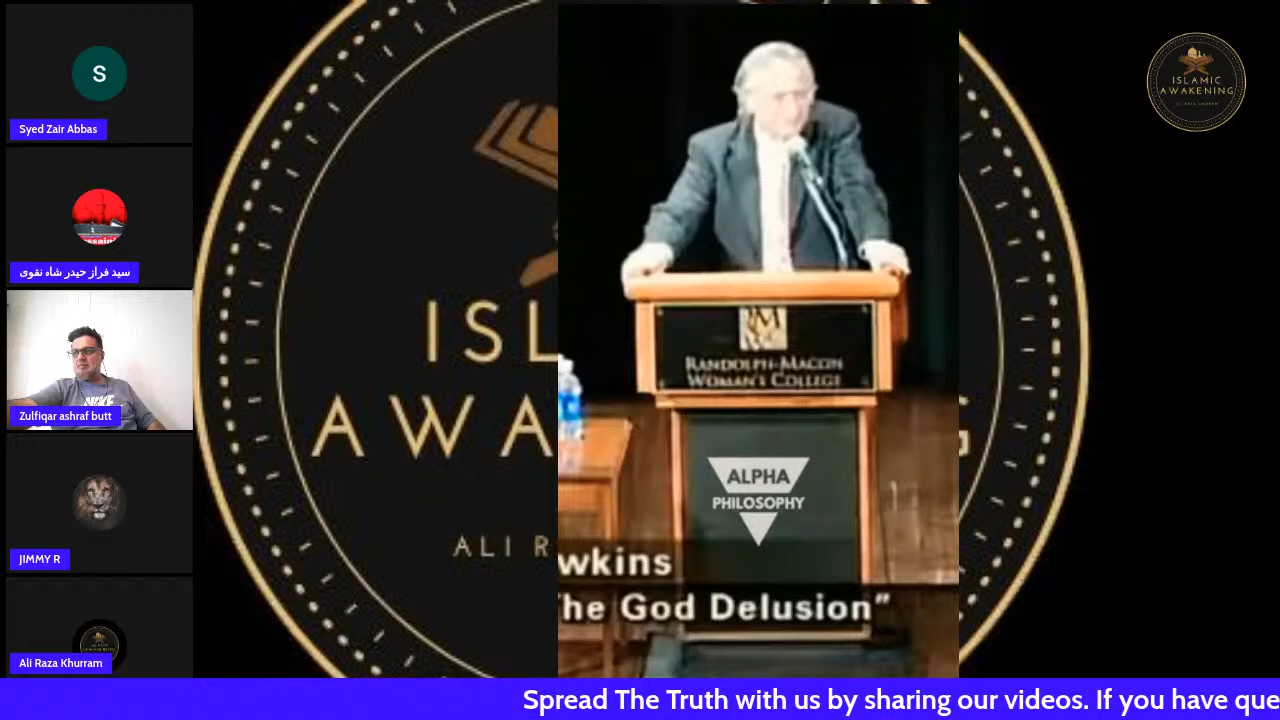 S
Syed Zair Abbas
سید فراز حیدر شاہ نقوی
Zulfiqar ashraf butt
NIKE
JIMMY R
Ali Raza Khurram
ISL
AWA
ALI R
RANDOLPH-MACON
WOMAN'S COLLEGE
ALPHA
PHILOSOPHY
wkins
he God Delusion"
ISLAMIC
AWAKENING
Spread The Truth with us by sharing our videos. If you have que